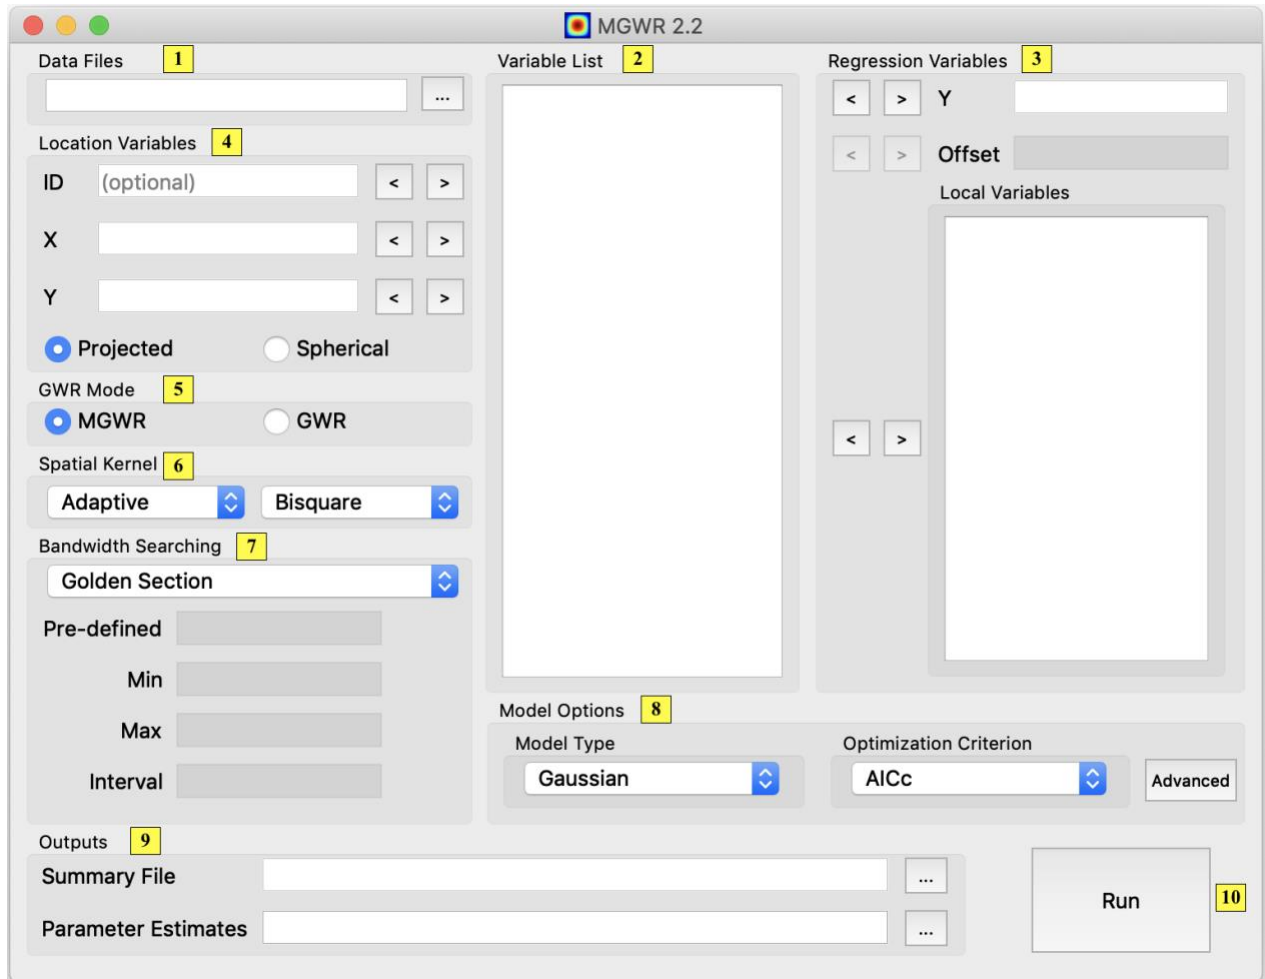 MGWR 2.2
Data Files 1
...
Location Variables 4
ID (optional) < >
X < >
Y < >
Projected Spherical
GWR Mode 5
MGWR GWR
Spatial Kernel 6
Adaptive Bisquare
Bandwidth Searching 7
Golden Section
Pre-defined
Min
Max
Interval
Variable List 2
Regression Variables 3
< > Y
< > Offset
Local Variables
< >
Model Options 8
Model Type
Gaussian
Optimization Criterion
AICc
Advanced
Outputs 9
Summary File ...
Parameter Estimates ...
Run 10